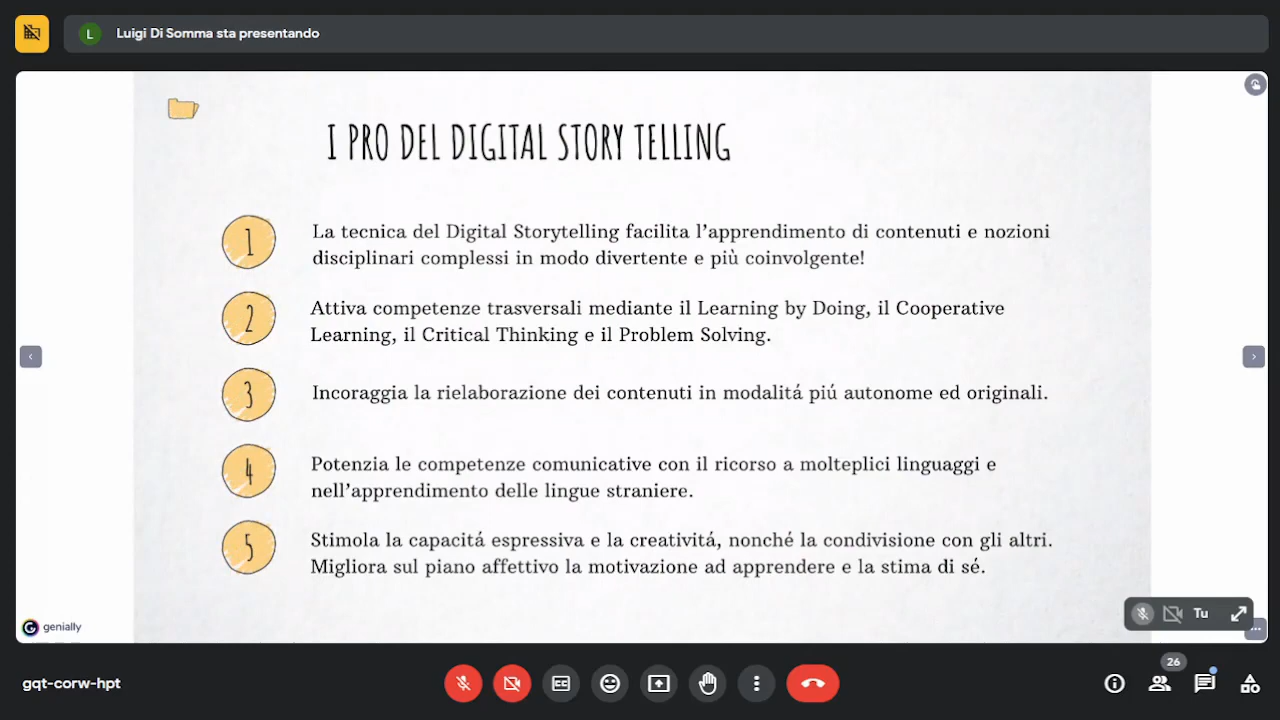 L Luigi Di Somma sta presentando
I PRO DEL DIGITAL STORY TELLING
1 La tecnica del Digital Storytelling facilita l’apprendimento di contenuti e nozioni
disciplinari complessi in modo divertente e più coinvolgente!
2 Attiva competenze trasversali mediante il Learning by Doing, il Cooperative
Learning, il Critical Thinking e il Problem Solving.
3 Incoraggia la rielaborazione dei contenuti in modalitá piú autonome ed originali.
4 Potenzia le competenze comunicative con il ricorso a molteplici linguaggi e
nell’apprendimento delle lingue straniere.
5 Stimola la capacitá espressiva e la creativitá, nonché la condivisione con gli altri.
Migliora sul piano affettivo la motivazione ad apprendere e la stima di sé.
Tu
genially
26
gqt-corw-hpt